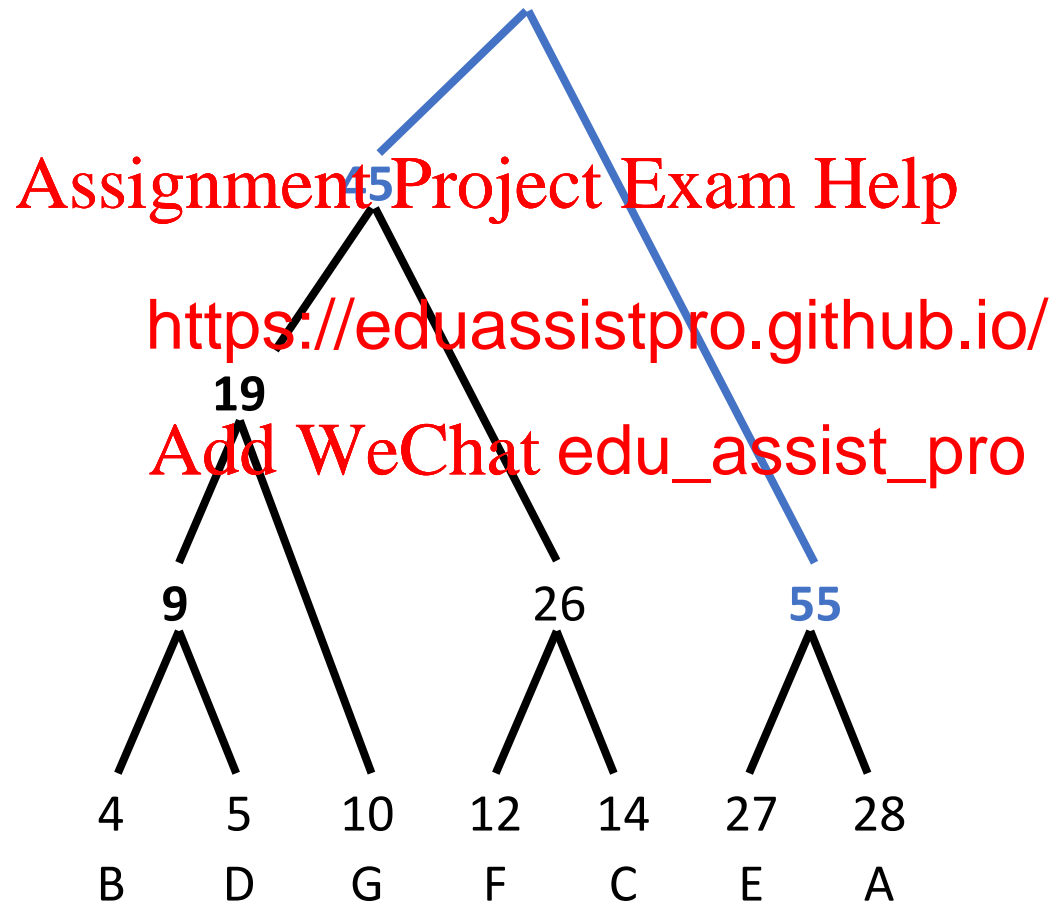 45
Assignment Project Exam Help
https://eduassistpro.github.io/
19
Add WeChat edu_assist_pro
9 26 55
4 5 10 12 14 27 28
B D G F C E A